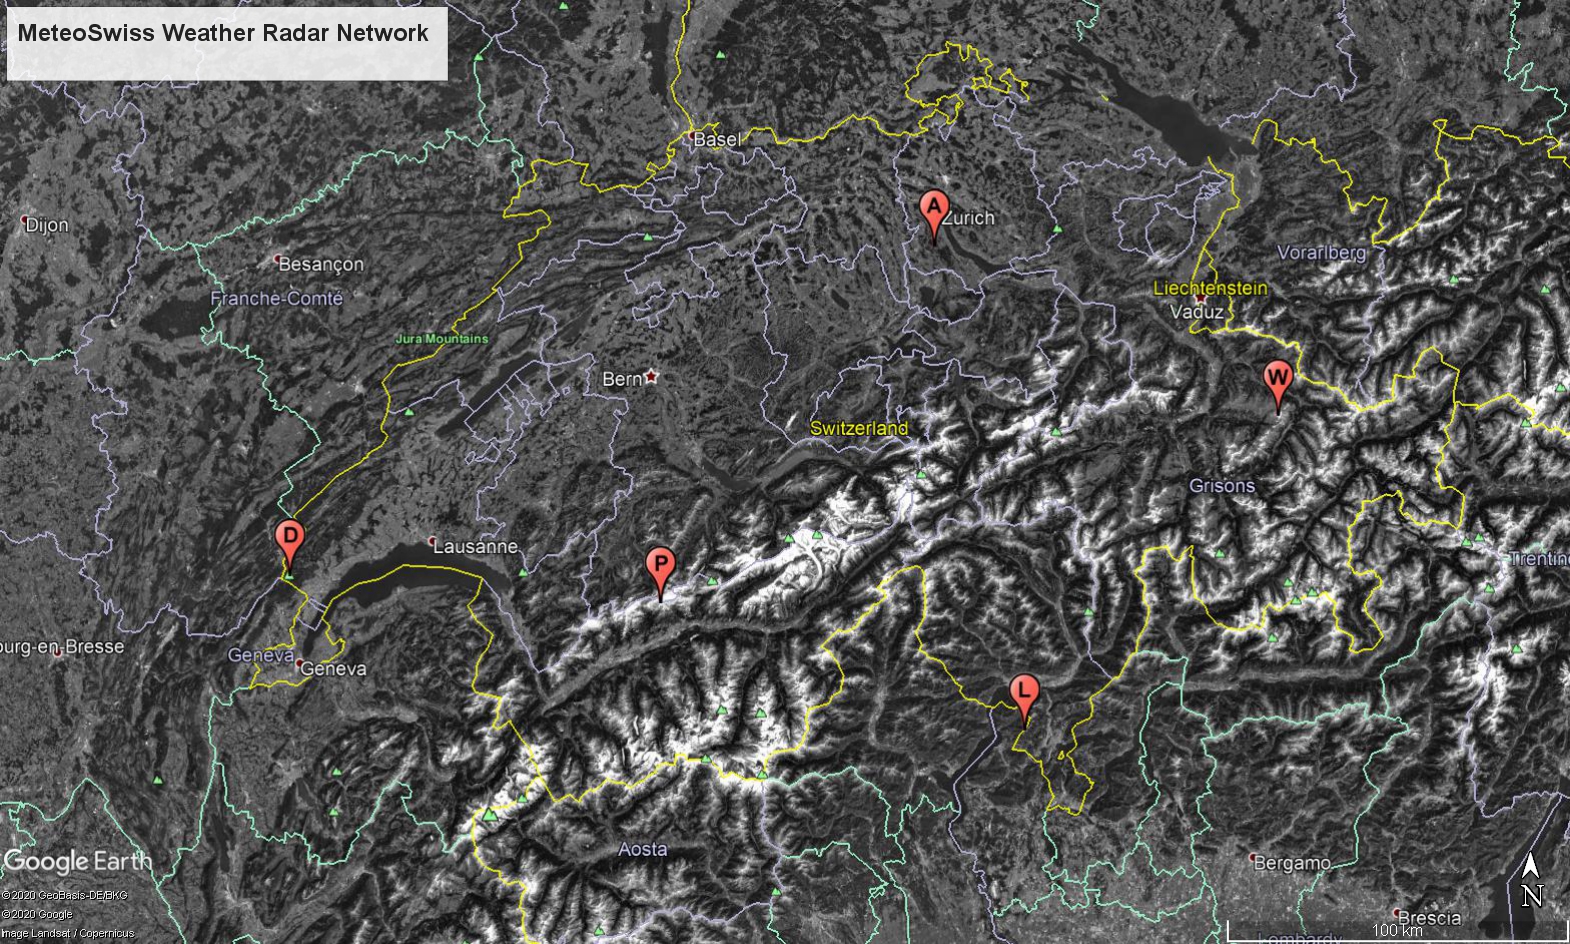 MeteoSwiss Weather Radar Network
Basel
A
Zurich
Dijon
Besançon
Vorarlberg
Franche-Comté
Liechtenstein
Vaduz
Jura Mountains
Bern
W
Switzerland
Grisons
D
Lausanne
P
Trentino
ourg-en-Bresse
Geneva
Geneva
L
Aosta
Google Earth
Bergamo
N
©2020 GeoBasis-DE/BKG
©2020 Google
Image Landsat / Copernicus
Brescia
100 km
Lombardy